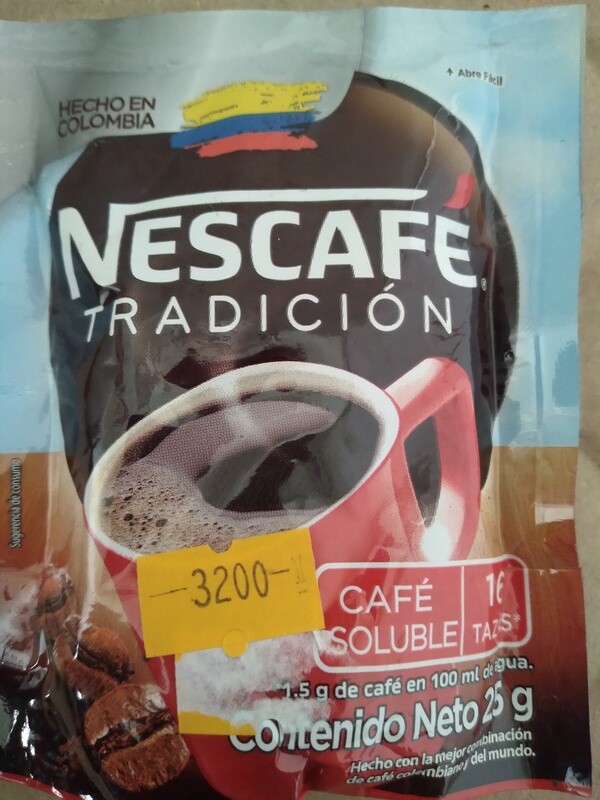 Abre Fácil
HECHO EN
COLOMBIA
NESCAFÉ
TRADICIÓN
Sugerencia de consumo
-3200-
CAFÉ
SOLUBLE
16
TAZAS*
*1.5 g de café en 100 ml de agua.
Contenido Neto 25 g
Hecho con la mejor combinación
de café colombiano y del mundo.